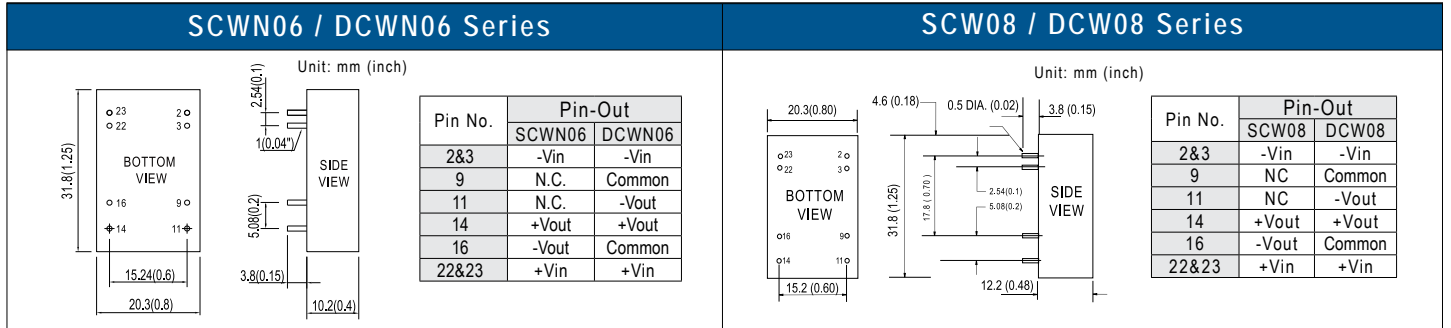 SCWN06 / DCWN06 Series
Unit: mm (inch)
2.54(0.1)
23
22
2
3
1(0.04")
31.8(1.25)
BOTTOM
VIEW
SIDE
VIEW
16
9
14
11
5.08(0.2)
15.24(0.6)
3.8(0.15)
20.3(0.8)
10.2(0.4)
Pin No. Pin-Out
SCWN06 DCWN06
2&3 -Vin -Vin
9 N.C. Common
11 N.C. -Vout
14 +Vout +Vout
16 -Vout Common
22&23 +Vin +Vin
SCW08 / DCW08 Series
Unit: mm (inch)
20.3(0.80)
4.6 (0.18)
0.5 DIA. (0.02)
3.8 (0.15)
23
22
2
3
BOTTOM
VIEW
31.8 (1.25)
17.8 ( 0.70 )
2.54(0.1)
5.08(0.2)
SIDE
VIEW
16
9
14
11
15.2 (0.60)
12.2 (0.48)
Pin No. Pin-Out
SCW08 DCW08
2&3 -Vin -Vin
9 NC Common
11 NC -Vout
14 +Vout +Vout
16 -Vout Common
22&23 +Vin +Vin